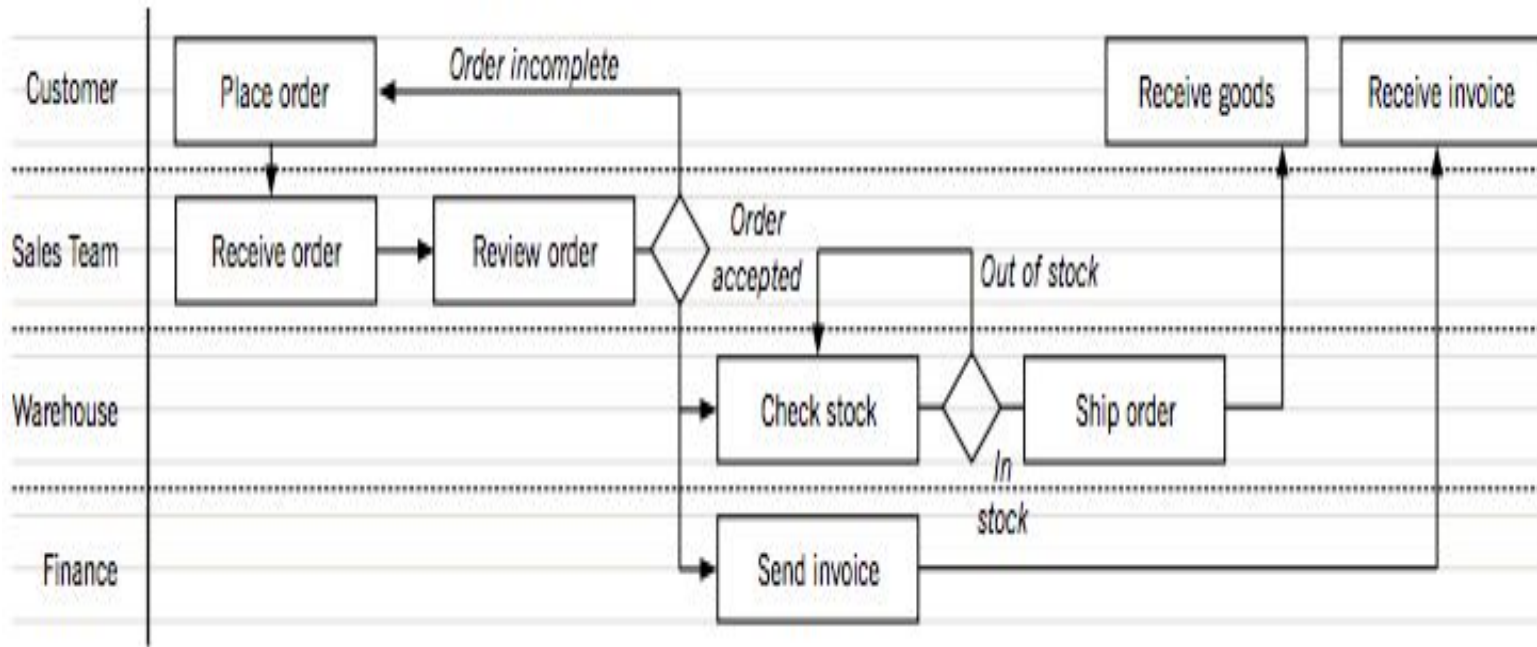 Customer
Place order
Order incomplete
Receive goods
Receive invoice
Sales Team
Receive order
Review order
Order
accepted
Out of stock
Warehouse
Check stock
Ship order
In
stock
Finance
Send invoice